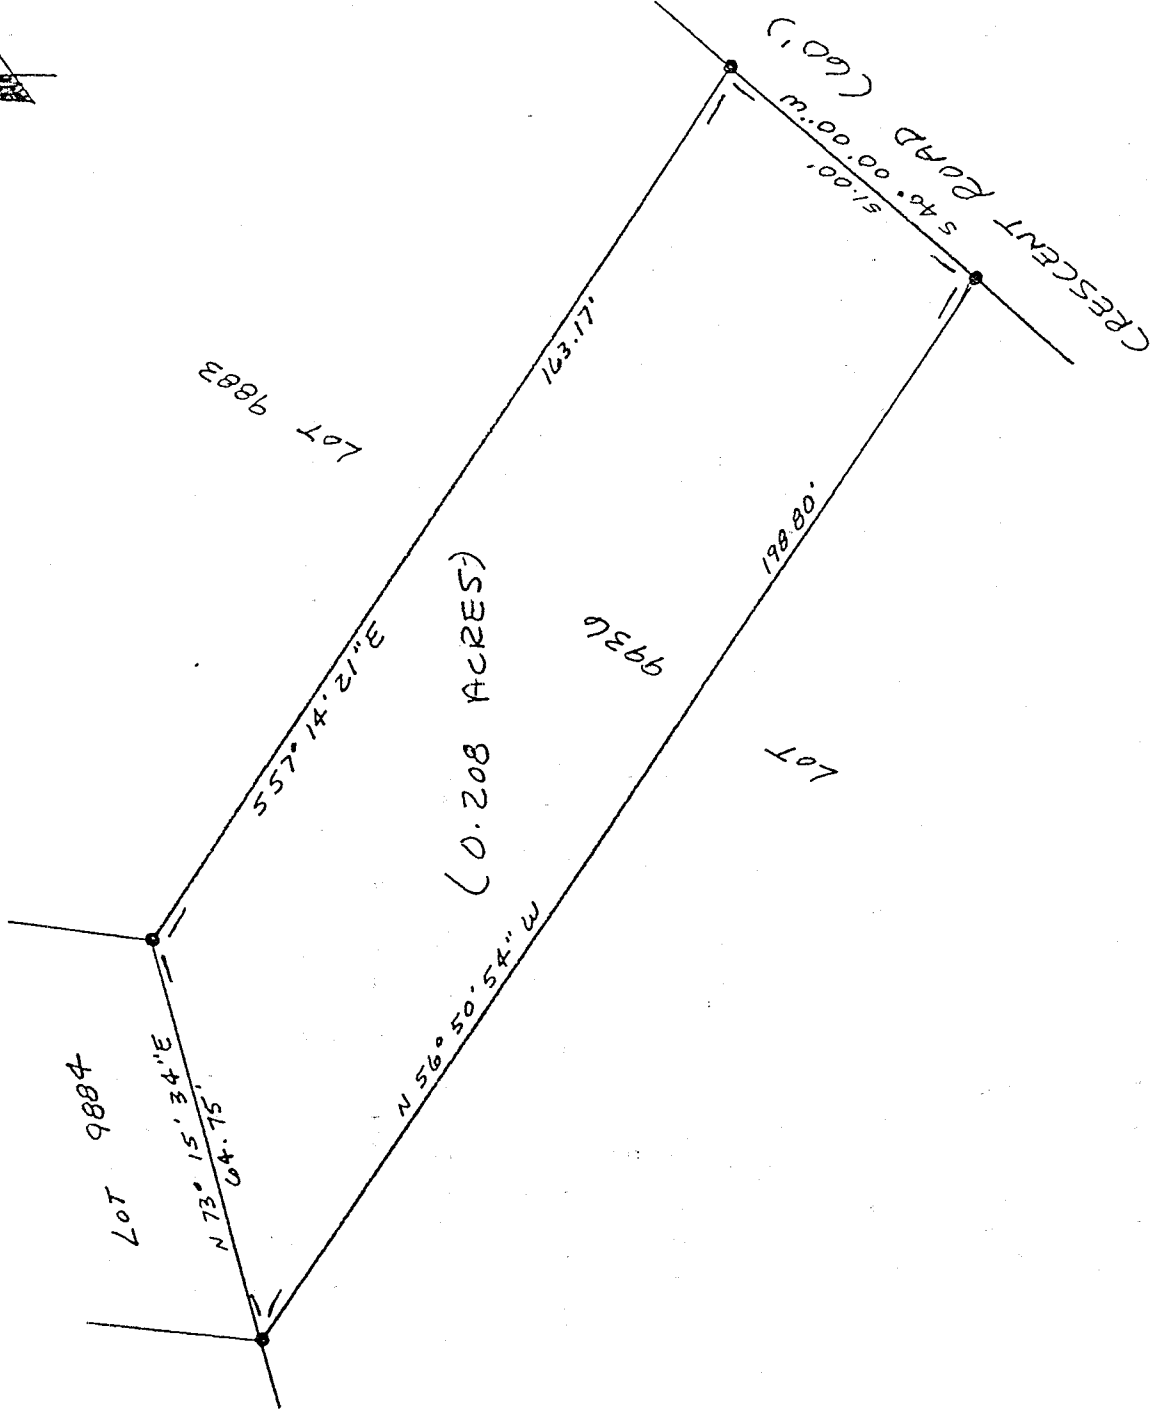 CRESCENT ROAD (60')
S 40° 00' 00" W
51.00'
163.17'
S 57° 14' 21" E
LOT 9883
(0.208 ACRES)
198.80'
N 56° 50' 54" W
LOT 9936
LOT 9884
N 73° 15' 34" E
64.75'